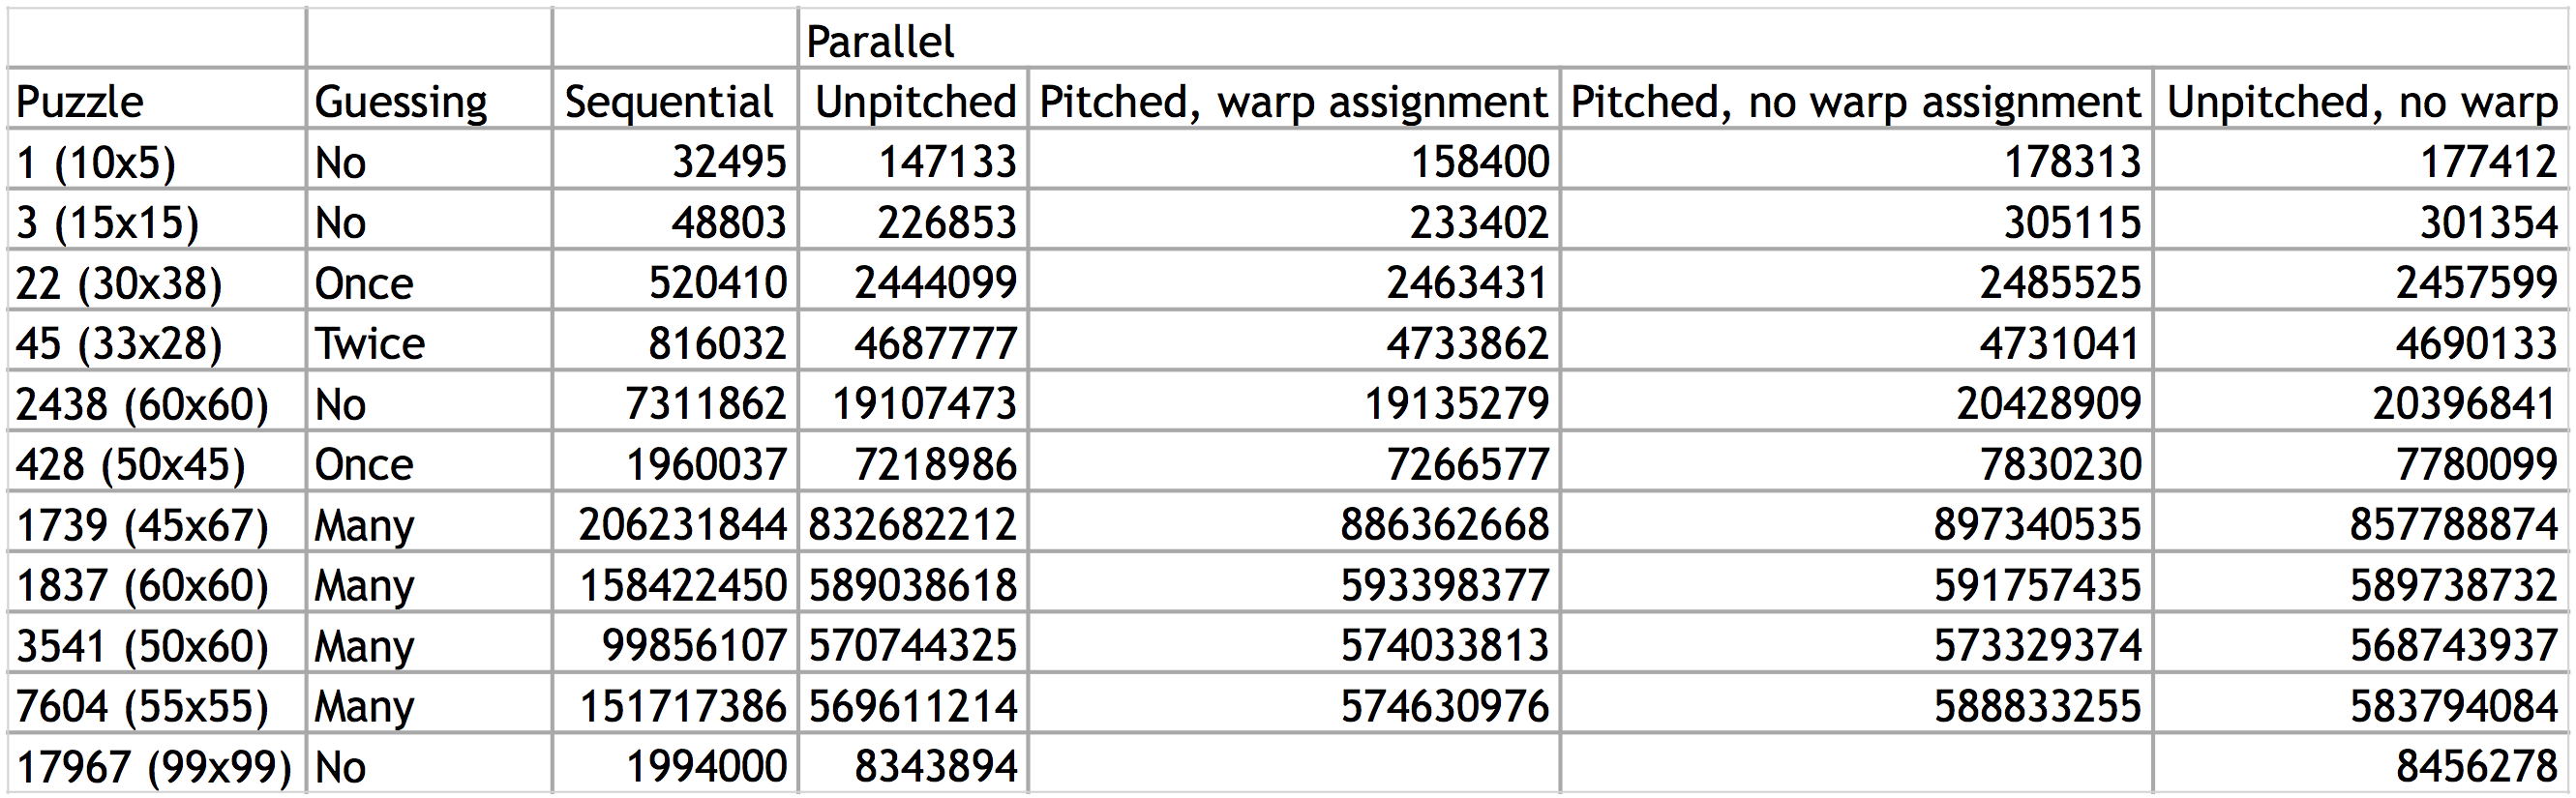 Parallel
Puzzle Guessing Sequential Unpitched Pitched, warp assignment Pitched, no warp assignment Unpitched, no warp
1 (10x5) No 32495 147133 158400 178313 177412
3 (15x15) No 48803 226853 233402 305115 301354
22 (30x38) Once 520410 2444099 2463431 2485525 2457599
45 (33x28) Twice 816032 4687777 4733862 4731041 4690133
2438 (60x60) No 7311862 19107473 19135279 20428909 20396841
428 (50x45) Once 1960037 7218986 7266577 7830230 7780099
1739 (45x67) Many 206231844 832682212 886362668 897340535 857788874
1837 (60x60) Many 158422450 589038618 593398377 591757435 589738732
3541 (50x60) Many 99856107 570744325 574033813 573329374 568743937
7604 (55x55) Many 151717386 569611214 574630976 588833255 583794084
17967 (99x99) No 1994000 8343894 8456278